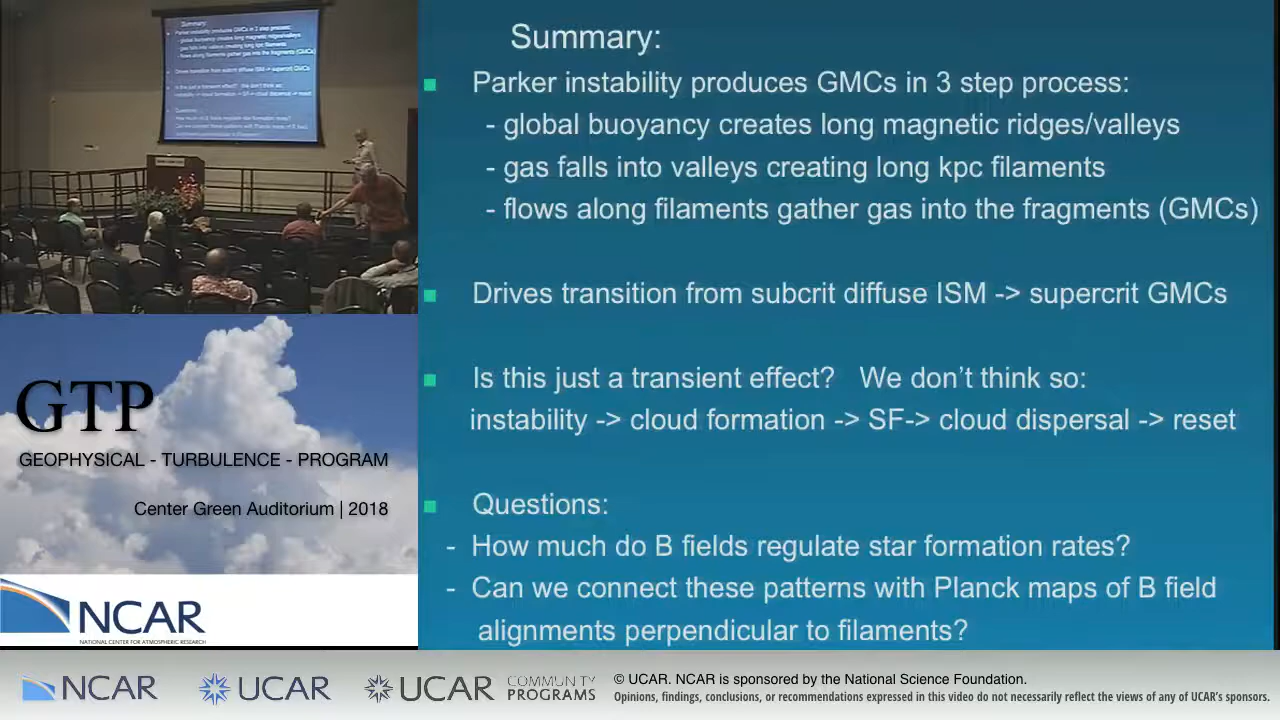 Summary:
Parker instability produces GMCs in 3 step process:
- global buoyancy creates long magnetic ridges/valleys
- gas falls into valleys creating long kpc filaments
- flows along filaments gather gas into the fragments (GMCs)
Drives transition from subcrit diffuse ISM -> supercrit GMCs
Is this just a transient effect? We don't think so:
instability -> cloud formation -> SF-> cloud dispersal -> reset
Questions:
- How much do B fields regulate star formation rates?
- Can we connect these patterns with Planck maps of B field
alignments perpendicular to filaments?
GTP
GEOPHYSICAL - TURBULENCE - PROGRAM
Center Green Auditorium | 2018
NCAR
NATIONAL CENTER FOR ATMOSPHERIC RESEARCH
NCAR
UCAR
UCAR
COMMUNITY
PROGRAMS
© UCAR. NCAR is sponsored by the National Science Foundation.
Opinions, findings, conclusions, or recommendations expressed in this video do not necessarily reflect the views of any of UCAR's sponsors.